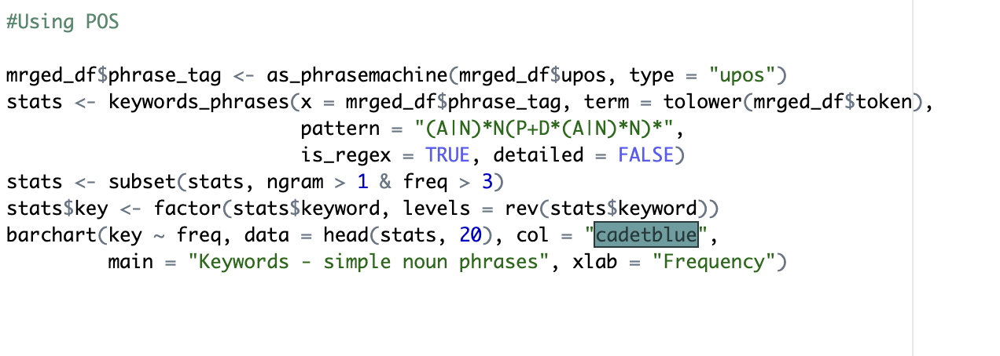 #Using POS
mrged_df$phrase_tag <- as_phrasemachine(mrged_df$upos, type = "upos")
stats <- keywords_phrases(x = mrged_df$phrase_tag, term = tolower(mrged_df$token),
pattern = "(A|N)*N(P+D*(A|N)*N)*",
is_regex = TRUE, detailed = FALSE)
stats <- subset(stats, ngram > 1 & freq > 3)
stats$key <- factor(stats$keyword, levels = rev(stats$keyword))
barchart(key ~ freq, data = head(stats, 20), col = "cadetblue",
main = "Keywords - simple noun phrases", xlab = "Frequency")